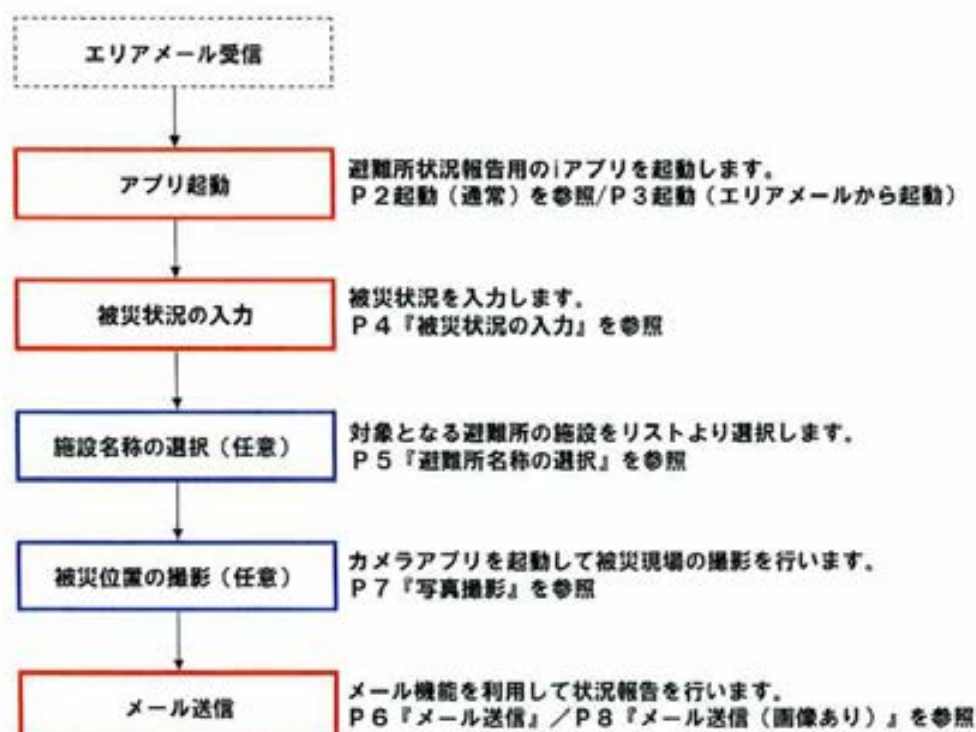 エリアメール受信
アプリ起動
避難所状況報告用のiアプリを起動します。
P2起動(通常)を参照/P3起動(エリアメールから起動)
被災状況の入力
被災状況を入力します。
P4『被災状況の入力』を参照
施設名称の選択(任意)
対象となる避難所の施設をリストより選択します。
P5『避難所名称の選択』を参照
被災位置の撮影(任意)
カメラアプリを起動して被災現場の撮影を行います。
P7『写真撮影』を参照
メール送信
メール機能を利用して状況報告を行います。
P6『メール送信』/P8『メール送信(画像あり)』を参照